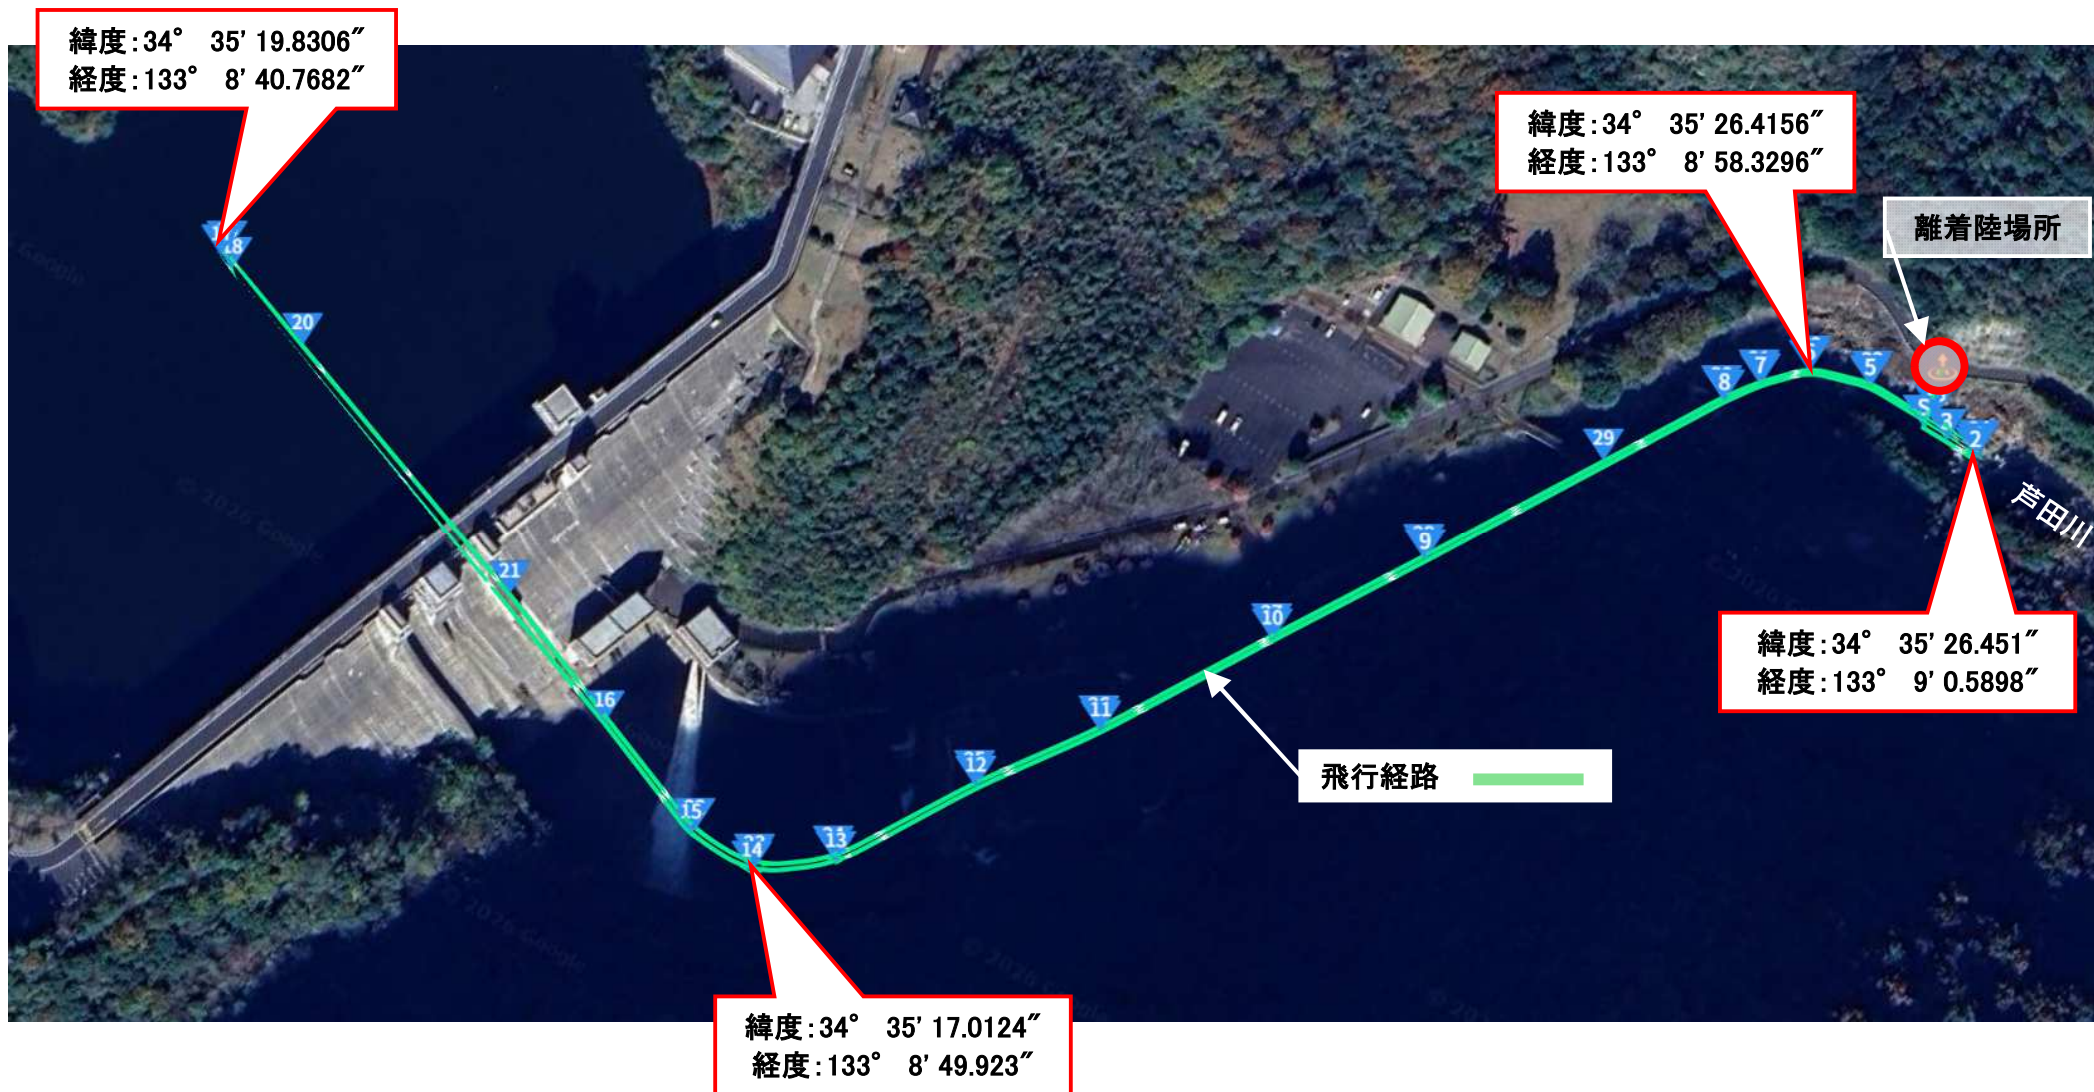 緯度:34° 35’ 19.8306”
経度:133° 8’ 40.7682”
緯度:34° 35’ 26.4156”
経度:133° 8’ 58.3296”
離着陸場所
18
20
7
5
8
S
3
2
29
芦田川
9
21
10
緯度:34° 35’ 26.451”
経度:133° 9’ 0.5898”
16
11
12
飛行経路
15
13
14
緯度:34° 35’ 17.0124”
経度:133° 8’ 49.923”